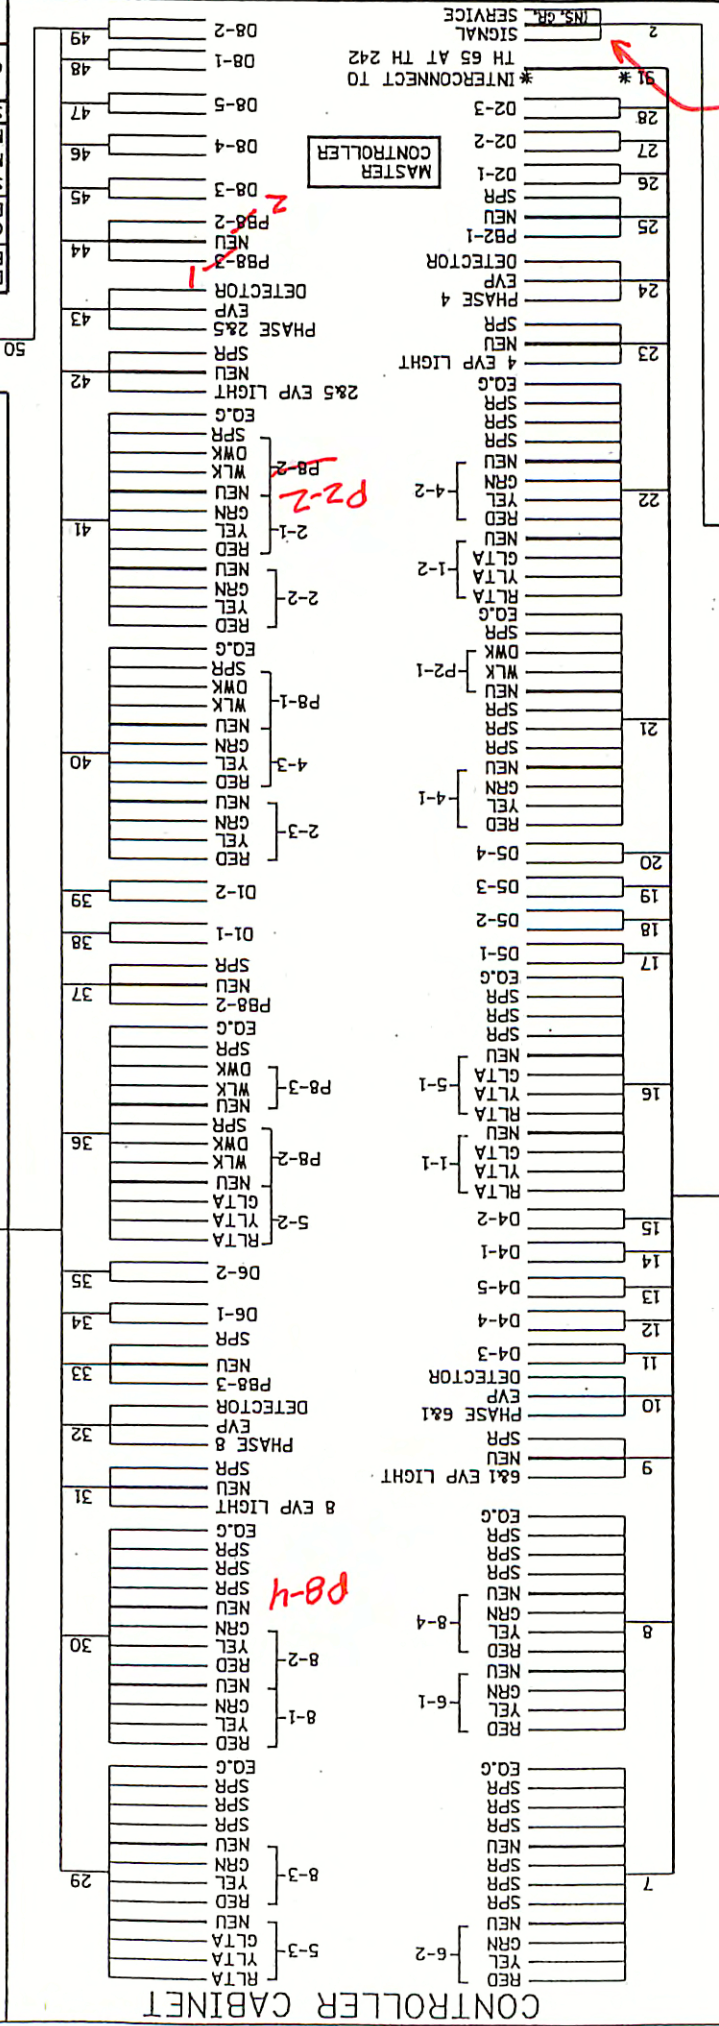 CONTROLLER CABINET
RED
YEL
6-2
GRN
NEU
SPR
SPR
7
SPR
NEU
SPR
SPR
SPR
EQ.G
RED
YEL
6-1
GRN
NEU
RED
YEL
8
8-4
GRN
NEU
SPR
SPR
SPR
EQ.G
6&1 EVP LIGHT
9
NEU
SPR
PHASE 6&1
10
EVP
DETECTOR
11 D4-3
12 D4-4
13 D4-5
14 D4-1
15 D4-2
RLTA
YLTA
1-1
GLTA
NEU
RLTA
YLTA
16
5-1
GLTA
NEU
SPR
SPR
SPR
EQ.G
17 D5-1
18 D5-2
19 D5-3
20 D5-4
RED
YEL
4-1
GRN
NEU
SPR
SPR
21
SPR
NEU
WLK
P2-1
DWK
SPR
EQ.G
RLTA
YLTA
1-2
GLTA
NEU
RED
YEL
22
4-2
GRN
NEU
SPR
SPR
SPR
EQ.G
4 EVP LIGHT
23
NEU
SPR
PHASE 4
24
EVP
DETECTOR
PB2-1
25
NEU
SPR
26 D2-1
27 D2-2
28 D2-3
MASTER
CONTROLLER
91 * * INTERCONNECT TO
TH 65 AT TH 242
2
SIGNAL
INS. GR. SERVICE
RLTA
YLTA
5-3
GLTA
NEU
RED
YEL
29
8-3
GRN
NEU
SPR
SPR
SPR
EQ.G
RED
YEL
8-1
GRN
NEU
RED
YEL
8-2
30
GRN
NEU
P8-4
SPR
SPR
SPR
EQ.G
8 EVP LIGHT
NEU
31
SPR
PHASE 8
EVP
32
DETECTOR
PB8-3
NEU
33
SPR
D6-1 34
D6-2 35
RLTA
YLTA
5-2
GLTA
NEU
WLK
P8-2
DWK
36
SPR
NEU
WLK
P8-3
DWK
SPR
EQ.G
PB8-2
NEU
37
SPR
D1-1 38
D1-2 39
RED
YEL
2-3
GRN
NEU
RED
YEL
4-3
40
GRN
NEU
WLK
P8-1
DWK
SPR
EQ.G
RED
YEL
2-2
GRN
NEU
RED
YEL
2-1
41
GRN
NEU
P2-2
WLK
P8-2
DWK
SPR
EQ.G
2&5 EVP LIGHT
NEU
42
SPR
50
PHASE 2&5
EVP
43
DETECTOR
1
PB8-3
NEU
44
PB8-2
2
D8-3 45
D8-4 46
D8-5 47
D8-1 48
D8-2 49